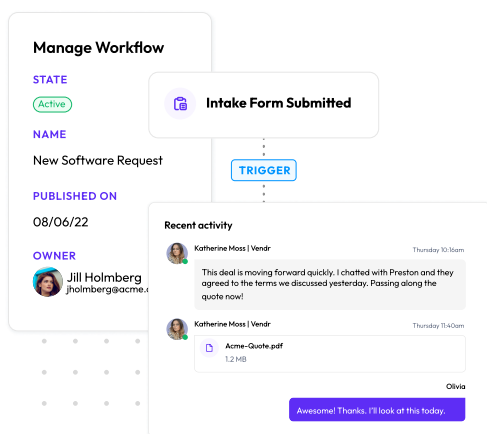 Manage Workflow
STATE
Active
NAME
New Software Request
PUBLISHED ON
08/06/22
OWNER
Jill Holmberg
jholmberg@acme.c
Intake Form Submitted
TRIGGER
Recent activity
Katherine Moss | Vendr
Thursday 10:16am
This deal is moving forward quickly. I chatted with Preston and they
agreed to the terms we discussed yesterday. Passing along the
quote now!
Katherine Moss | Vendr
Thursday 11:40am
Acme-Quote.pdf
1.2 MB
Olivia
Awesome! Thanks. I'll look at this today.